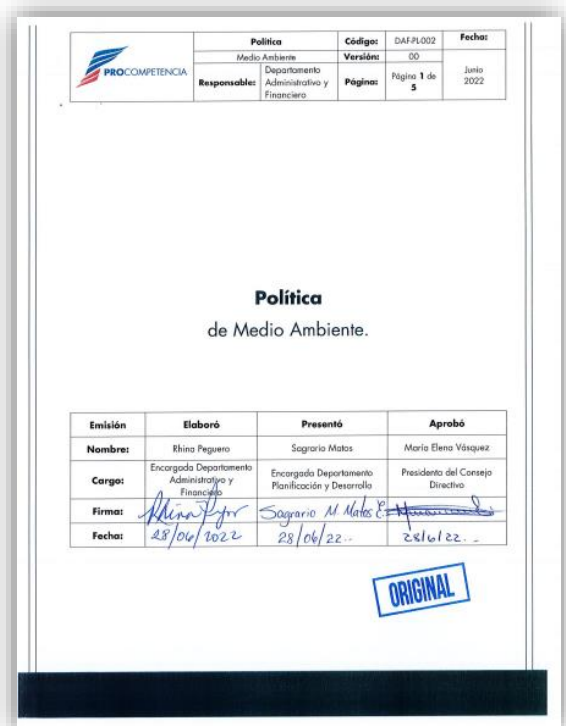 PROCOMPETENCIA
Política
Código:
DAF-PL-002
Fecha:
Medio Ambiente
Versión:
00
Junio
2022
Responsable:
Departamento
Administrativo y
Financiero
Página:
Página 1 de
5
Política
de Medio Ambiente.
Emisión
Elaboró
Presentó
Aprobó
Nombre:
Rhina Peguero
Sagrario Matos
María Elena Vásquez
Cargo:
Encargada Departamento
Administrativo y
Financiero
Encargada Departamento
Planificación y Desarrollo
Presidenta del Consejo
Directivo
Firma:
Sagrario M. Matos E.
Fecha:
28/06/2022
28/06/22..
28/6/22. _
ORIGINAL